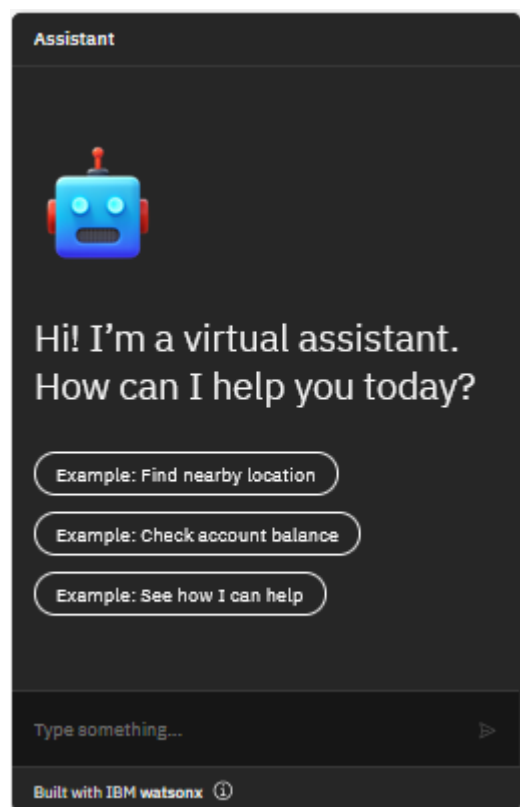 Assistant
Hi! I’m a virtual assistant.
How can I help you today?
Example: Find nearby location
Example: Check account balance
Example: See how I can help
Type something...
Built with IBM watsonx